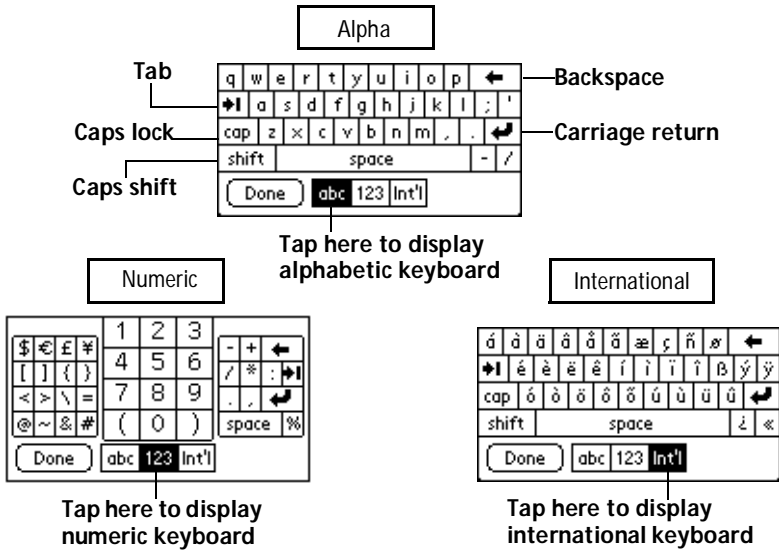 Alpha
Tab
Caps lock
Caps shift
Backspace
Carriage return
q w e r t y u i o p
a s d f g h j k l ; '
cap z x c v b n m , .
shift space - /
Done abc 123 Int'l
Tap here to display
alphabetic keyboard
Numeric
$ € £ ¥
[ ] { }
< > \ =
@ ~ & #
1 2 3
4 5 6
7 8 9
( 0 )
- +
/ * :
. ,
space %
Done abc 123 Int'l
Tap here to display
numeric keyboard
International
á à ä â å ã æ ç ñ ø
é è ë ê í ì ï î ß ý ÿ
cap ó ò ö ô õ ú ù ü û
shift space ¿ «
Done abc 123 Int'l
Tap here to display
international keyboard